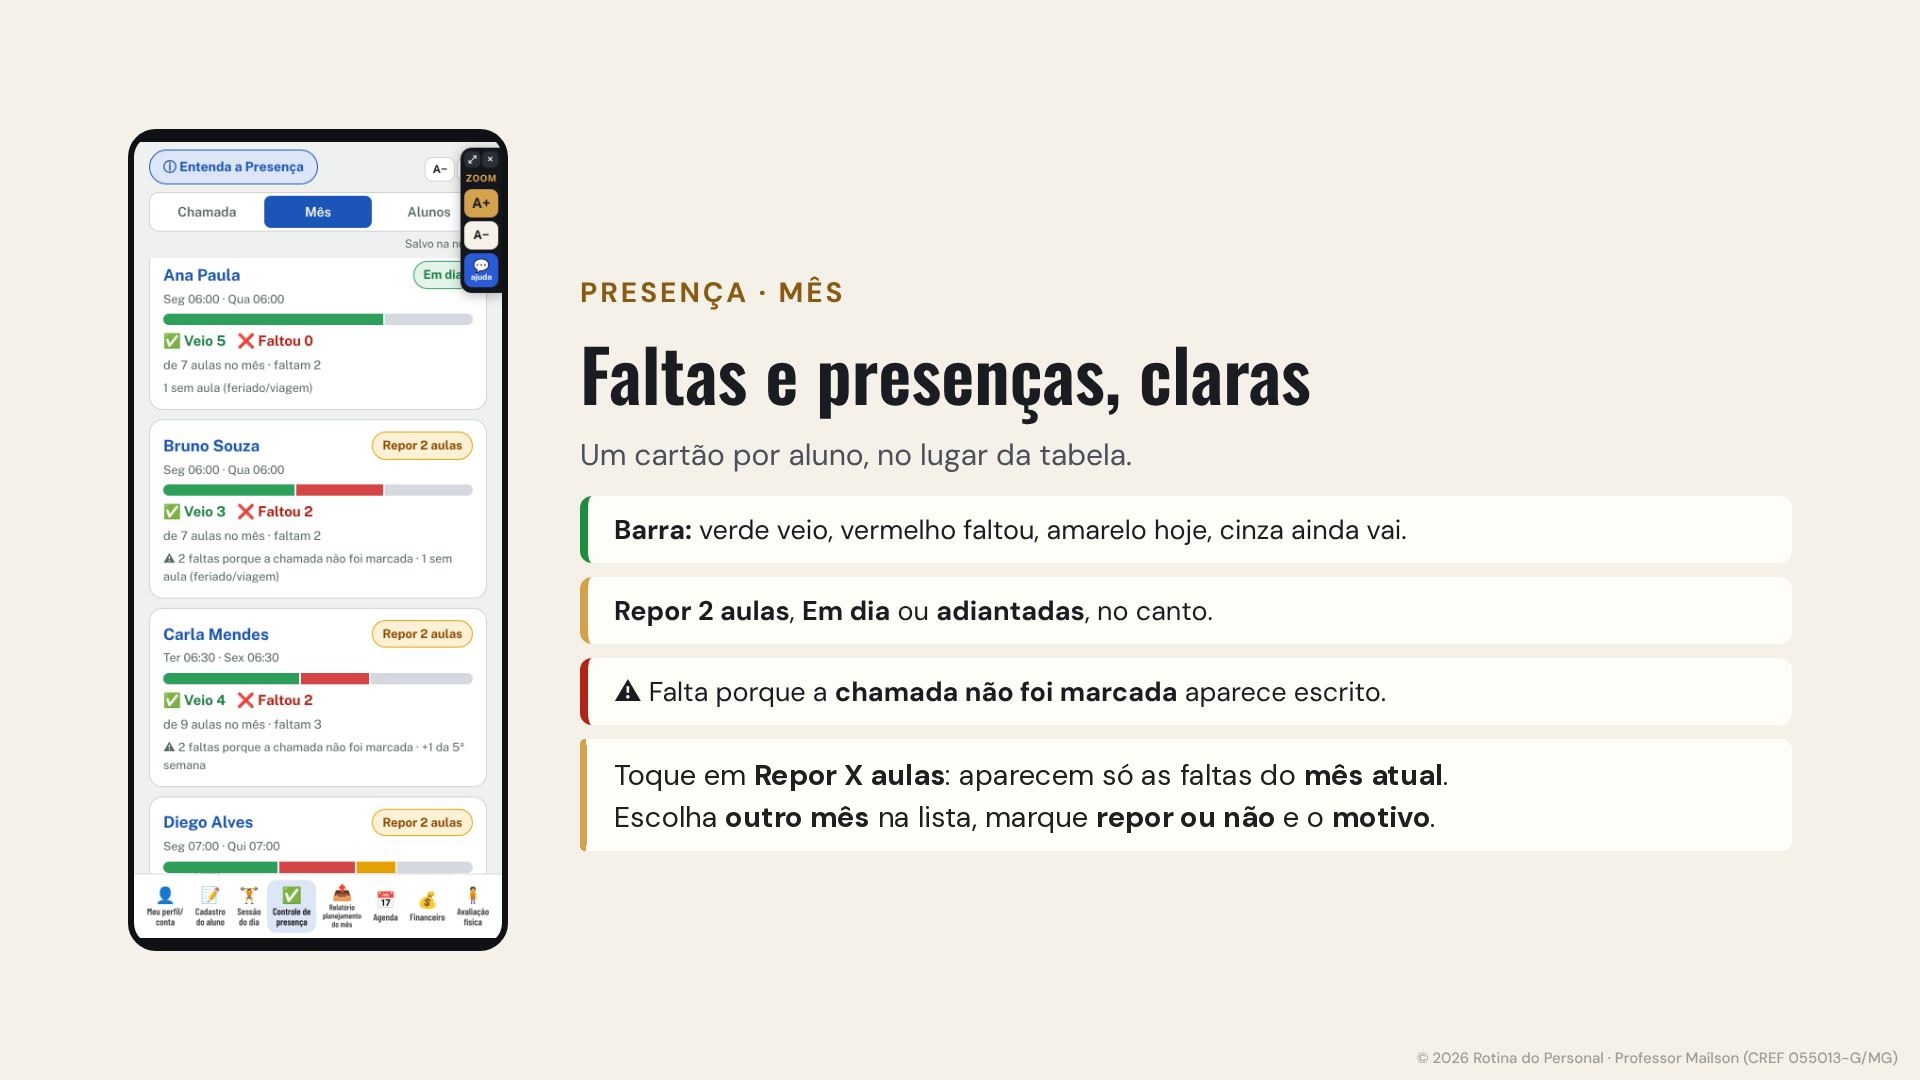 ⓘ Entenda a Presença
A−
ZOOM
A+
A−
ajuda
Chamada
Mês
Alunos
Salvo na
Ana Paula
Em dia
Seg 06:00 · Qua 06:00
✅ Veio 5 ❌ Faltou 0
de 7 aulas no mês · faltam 2
1 sem aula (feriado/viagem)
Bruno Souza
Repor 2 aulas
Seg 06:00 · Qua 06:00
✅ Veio 3 ❌ Faltou 2
de 7 aulas no mês · faltam 2
⚠ 2 faltas porque a chamada não foi marcada · 1 sem
aula (feriado/viagem)
Carla Mendes
Repor 2 aulas
Ter 06:30 · Sex 06:30
✅ Veio 4 ❌ Faltou 2
de 9 aulas no mês · faltam 3
⚠ 2 faltas porque a chamada não foi marcada · +1 da 5ª
semana
Diego Alves
Repor 2 aulas
Seg 07:00 · Qui 07:00
Meu perfil/
conta
Cadastro
do aluno
Sessão
do dia
Controle de
presença
Relatório
planejamento
do mês
Agenda
Financeiro
Avaliação
física
PRESENÇA · MÊS
Faltas e presenças, claras
Um cartão por aluno, no lugar da tabela.
Barra: verde veio, vermelho faltou, amarelo hoje, cinza ainda vai.
Repor 2 aulas, Em dia ou adiantadas, no canto.
⚠ Falta porque a chamada não foi marcada aparece escrito.
Toque em Repor X aulas: aparecem só as faltas do mês atual.
Escolha outro mês na lista, marque repor ou não e o motivo.
© 2026 Rotina do Personal · Professor Maílson (CREF 055013-G/MG)